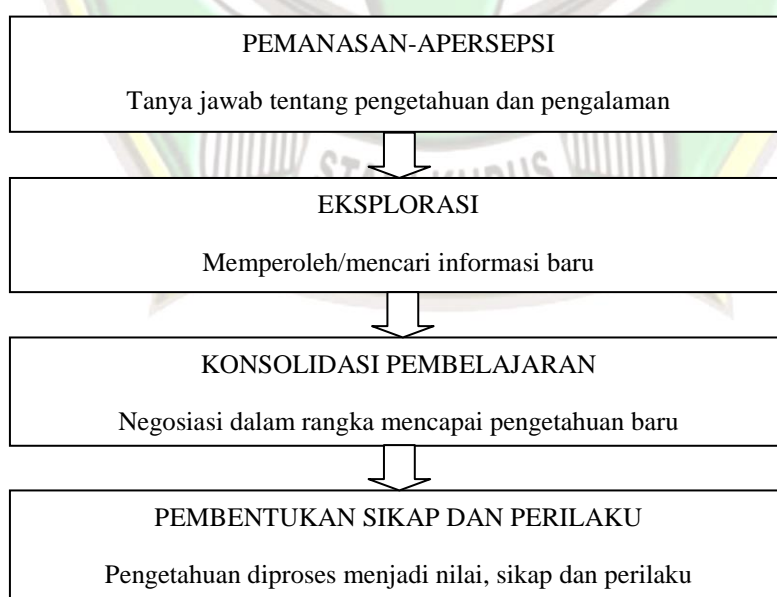 PEMANASAN-APERSEPSI
Tanya jawab tentang pengetahuan dan pengalaman
EKSPLORASI
Memperoleh/mencari informasi baru
KONSOLIDASI PEMBELAJARAN
Negosiasi dalam rangka mencapai pengetahuan baru
PEMBENTUKAN SIKAP DAN PERILAKU
Pengetahuan diproses menjadi nilai, sikap dan perilaku